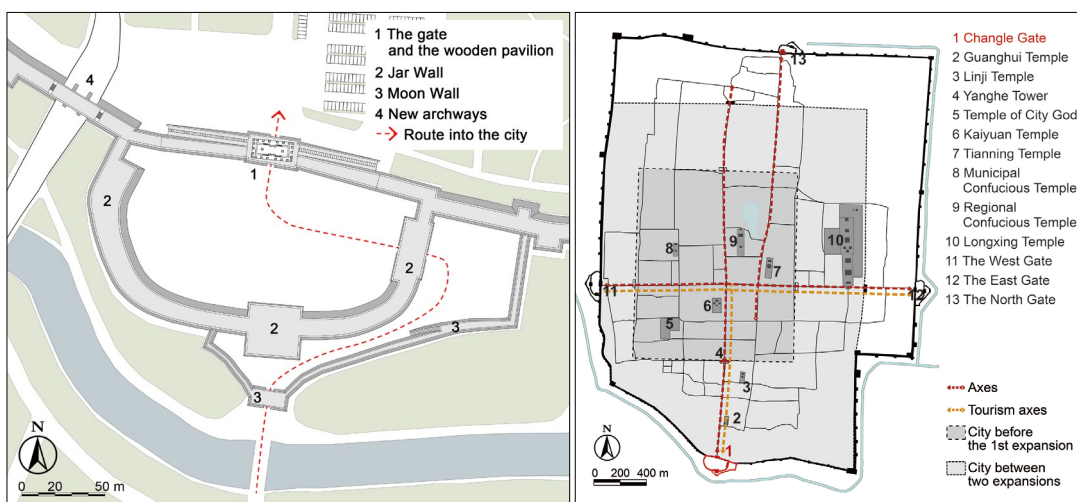 1 The gate
and the wooden pavilion
2 Jar Wall
3 Moon Wall
4 New archways
Route into the city
4
1
2
2
2
3
3
N
0 20 50 m
1 Changle Gate
2 Guanghui Temple
3 Linji Temple
4 Yanghe Tower
5 Temple of City God
6 Kaiyuan Temple
7 Tianning Temple
8 Municipal
Confucious Temple
9 Regional
Confucious Temple
10 Longxing Temple
11 The West Gate
12 The East Gate
13 The North Gate
Axes
Tourism axes
City before
the 1st expansion
City between
two expansions
13
10
9
8
7
11
12
6
5
4
3
2
1
N
0 200 400 m